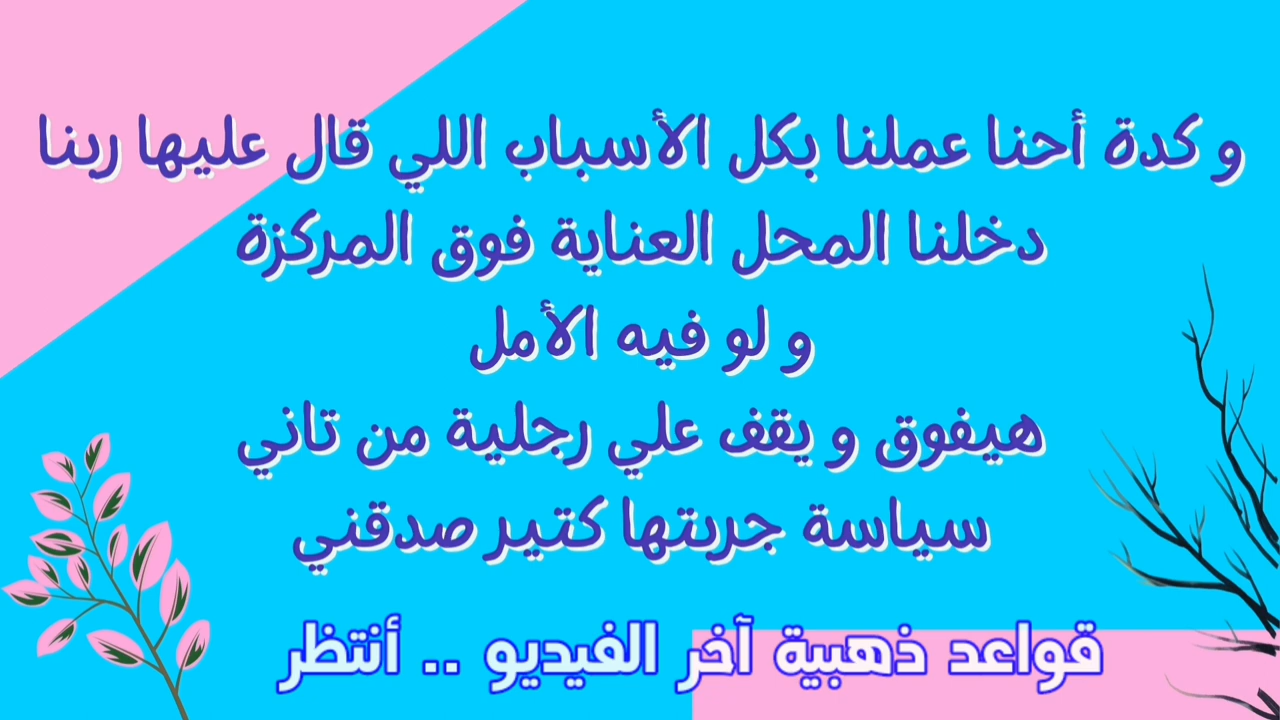 و كدة أحنا عملنا بكل الأسباب اللي قال عليها ربنا
دخلنا المحل العناية فوق المركزة
و لو فيه الأمل
هيفوق و يقف علي رجلية من تاني
سياسة جربتها كتير صدقني
قواعد ذهبية آخر الفيديو .. أنتظر